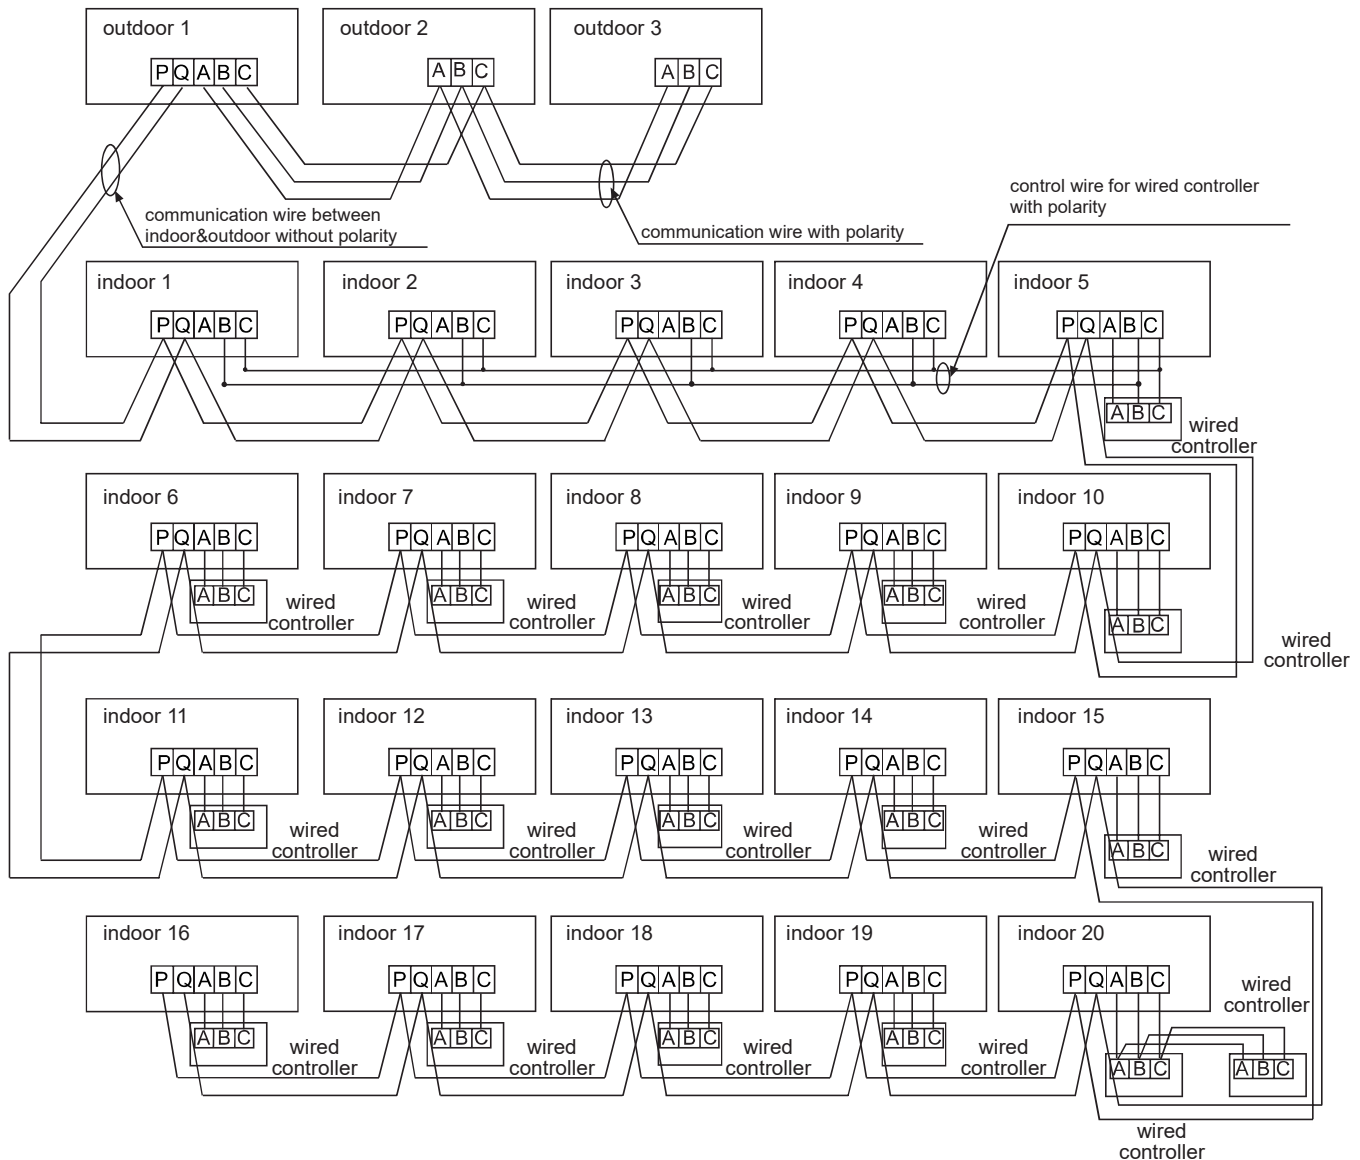 outdoor 1
outdoor 2
outdoor 3
P Q A B C
A B C
A B C
control wire for wired controller
with polarity
communication wire between
indoor&outdoor without polarity
communication wire with polarity
indoor 1
indoor 2
indoor 3
indoor 4
indoor 5
P Q A B C
P Q A B C
P Q A B C
P Q A B C
P Q A B C
A B C
wired
controller
indoor 6
indoor 7
indoor 8
indoor 9
indoor 10
P Q A B C
P Q A B C
P Q A B C
P Q A B C
P Q A B C
A B C
wired
controller
A B C
wired
controller
A B C
wired
controller
A B C
wired
controller
A B C
wired
controller
indoor 11
indoor 12
indoor 13
indoor 14
indoor 15
P Q A B C
P Q A B C
P Q A B C
P Q A B C
P Q A B C
A B C
wired
controller
A B C
wired
controller
A B C
wired
controller
A B C
wired
controller
A B C
wired
controller
indoor 16
indoor 17
indoor 18
indoor 19
indoor 20
P Q A B C
P Q A B C
P Q A B C
P Q A B C
P Q A B C
A B C
wired
controller
A B C
wired
controller
A B C
wired
controller
A B C
wired
controller
A B C
wired
controller
A B C
wired
controller